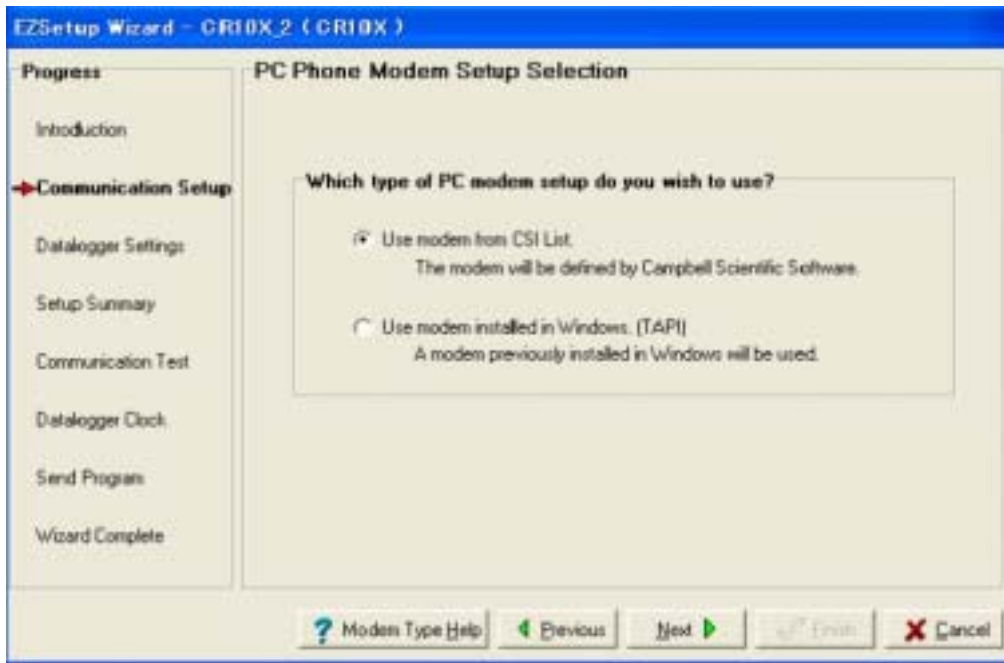 EZSetup Wizard - CR10X_2 ( CR10X )
Progress
Introduction
Communication Setup
Datalogger Settings
Setup Summary
Communication Test
Datalogger Clock
Send Program
Wizard Complete
PC Phone Modem Setup Selection
Which type of PC modem setup do you wish to use?
Use modem from CSI List.
The modem will be defined by Campbell Scientific Software.
Use modem installed in Windows. (TAPI)
A modem previously installed in Windows will be used.
? Modem Type Help
Previous
Next
Finish
Cancel